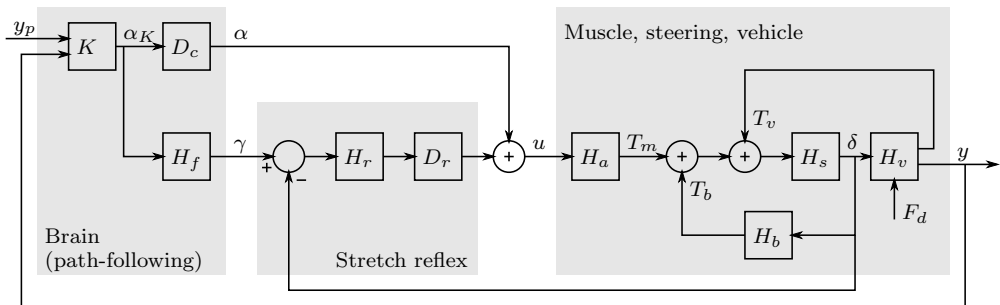 Muscle, steering, vehicle
y_p
K
α_K
D_c
α
T_v
H_f
γ
+
−
H_r
D_r
+
u
H_a
T_m
+
+
H_s
δ
H_v
y
T_b
F_d
H_b
Brain
(path-following)
Stretch reflex